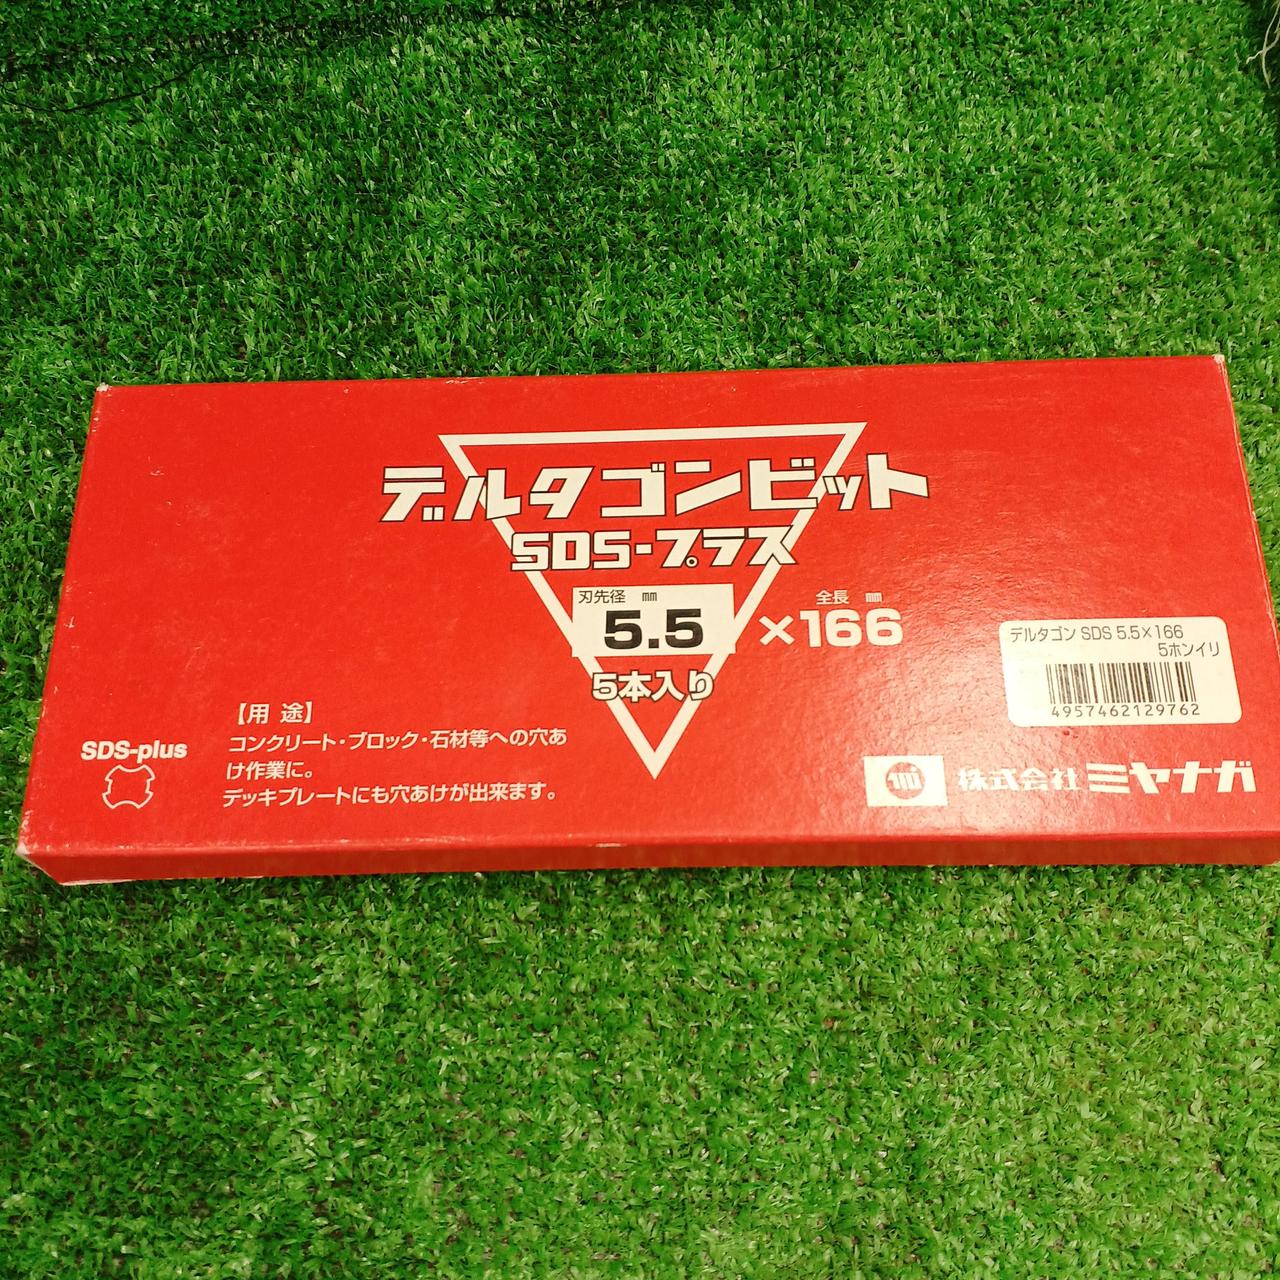 デルタゴンビット
SDS-プラス
刃先径 ㎜
5.5
全長 ㎜
×166
5本入り
デルタゴン SDS 5.5×166
5ホンイリ
4957462129762
【用 途】
コンクリート・ブロック・石材等への穴あ
け作業に。
デッキプレートにも穴あけが出来ます。
SDS-plus
株式会社 ミヤナガ